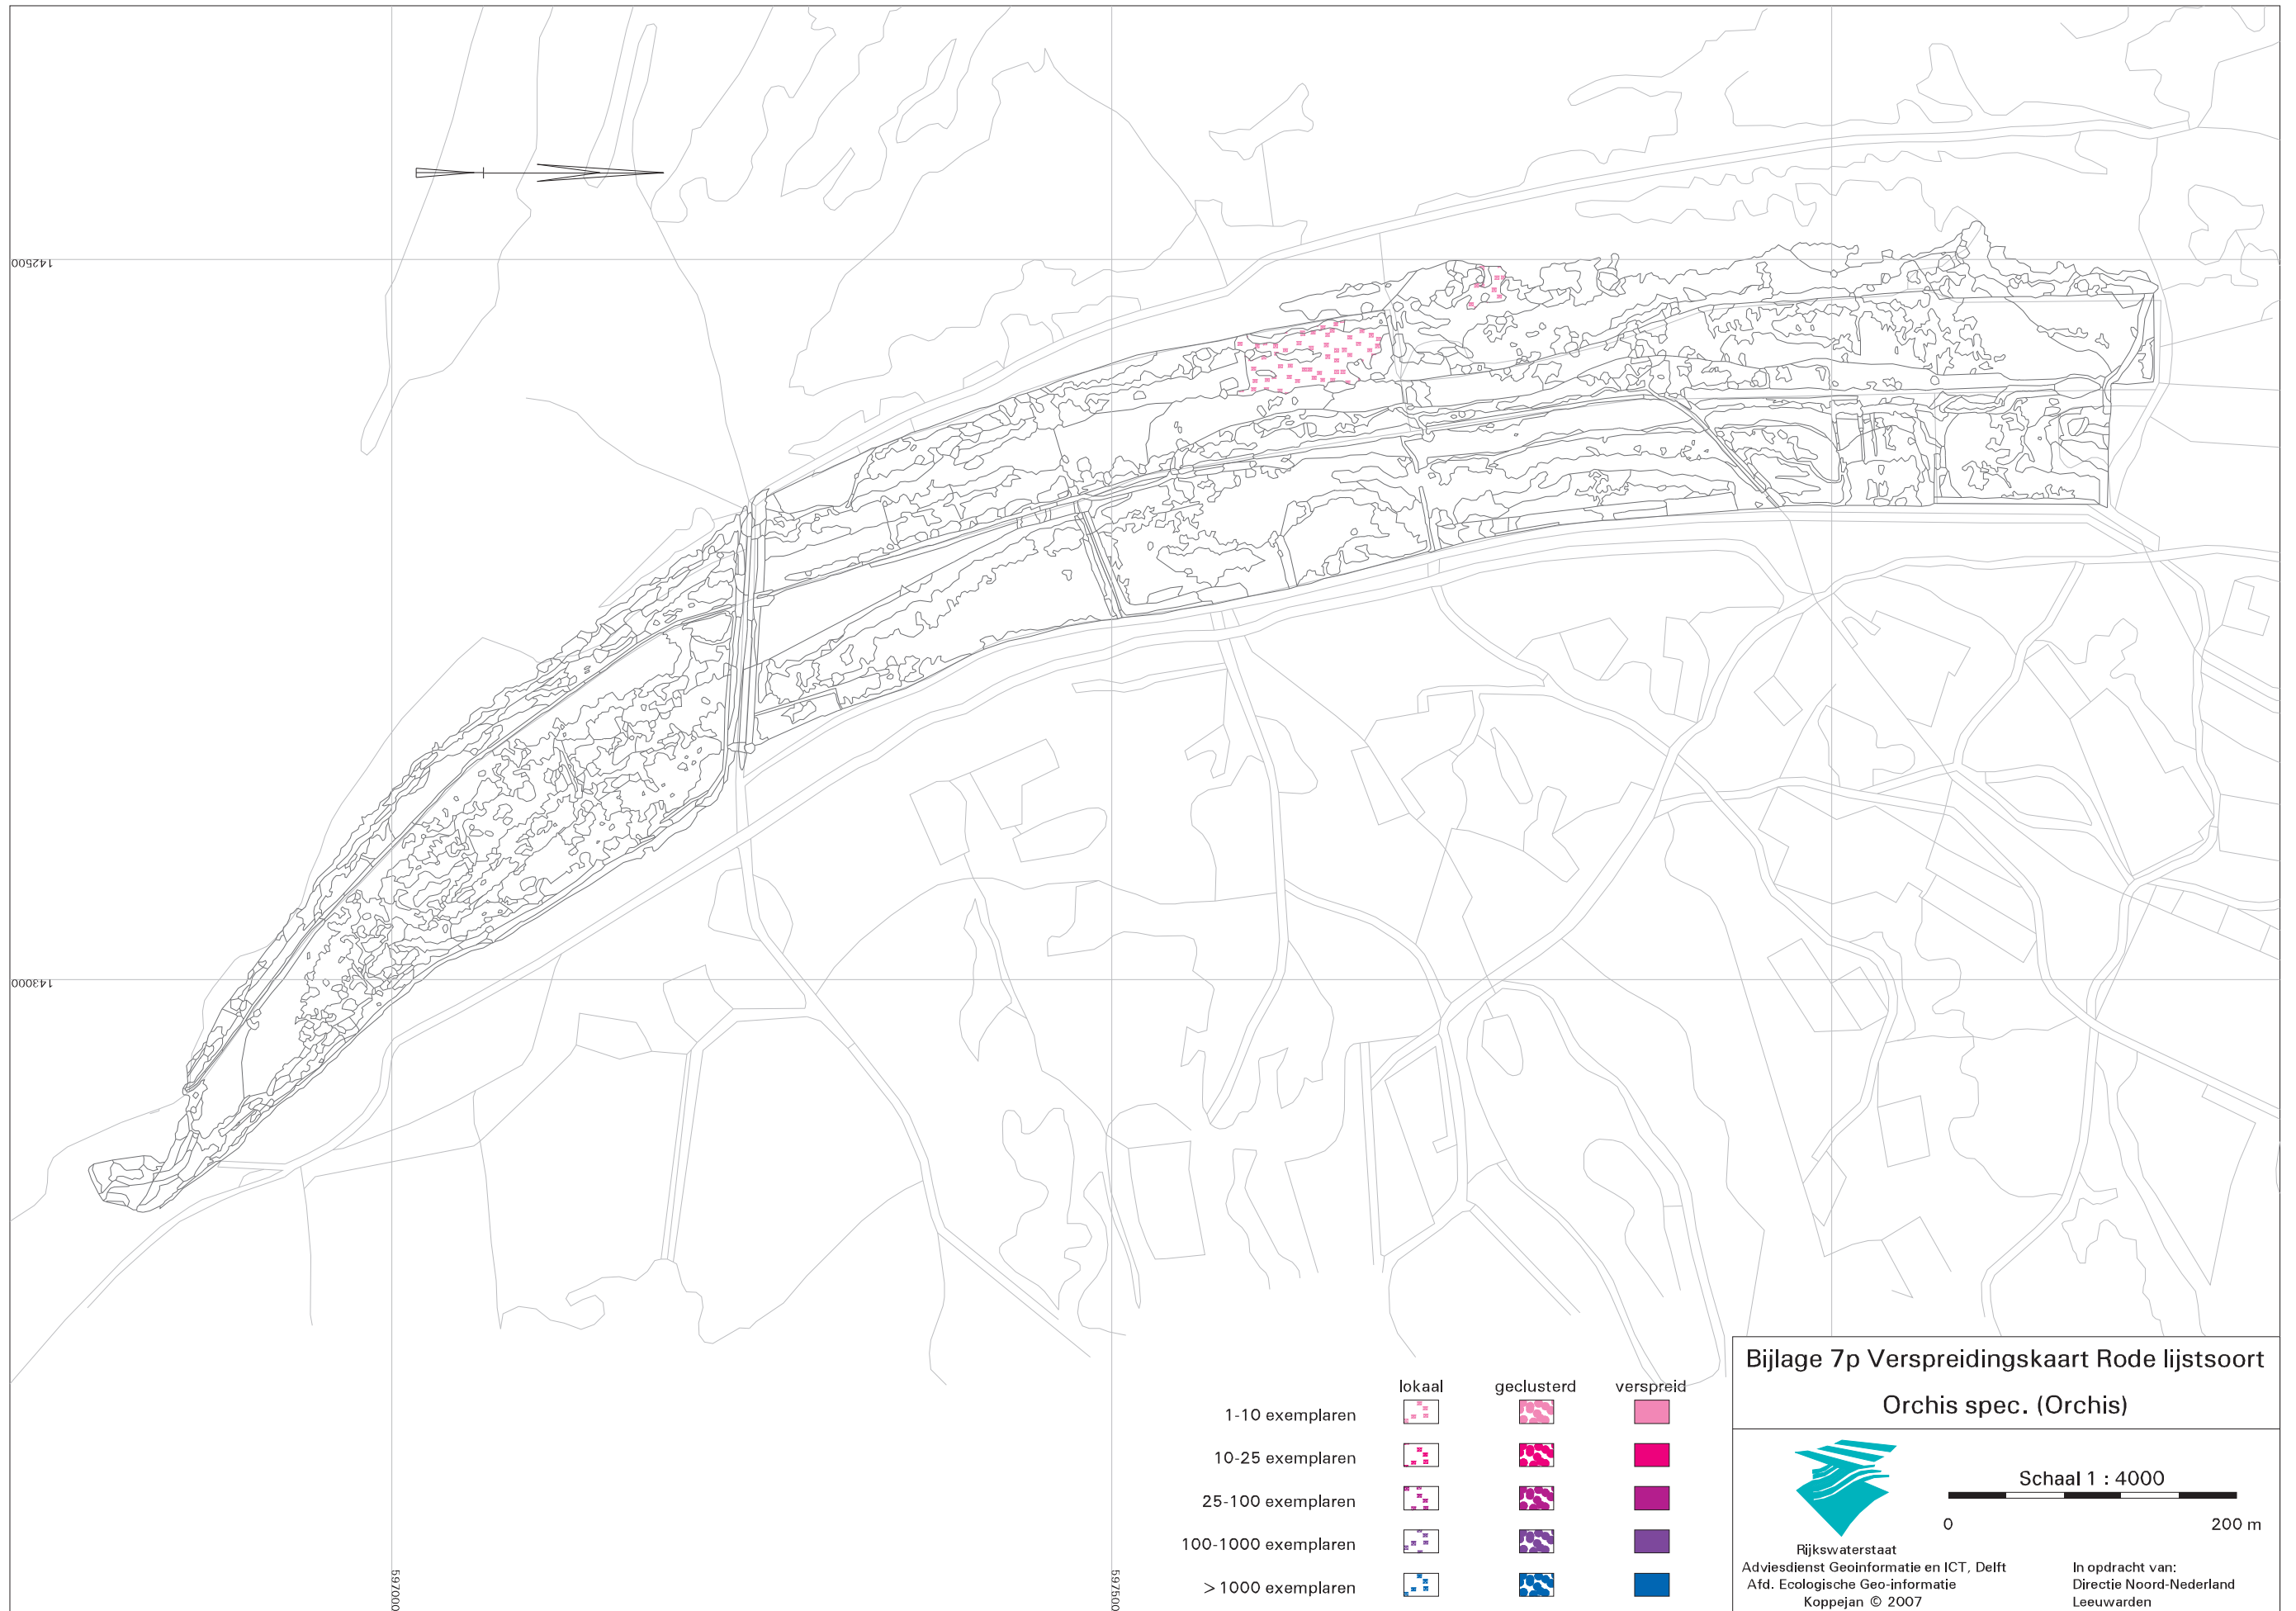 142500
143000
597000
597500
lokaal geclusterd verspreid
1-10 exemplaren
10-25 exemplaren
25-100 exemplaren
100-1000 exemplaren
> 1000 exemplaren
Bijlage 7p Verspreidingskaart Rode lijstsoort
Orchis spec. (Orchis)
Schaal 1 : 4000
0 200 m
Rijkswaterstaat
Adviesdienst Geoinformatie en ICT, Delft
Afd. Ecologische Geo-informatie
Koppejan © 2007
In opdracht van:
Directie Noord-Nederland
Leeuwarden